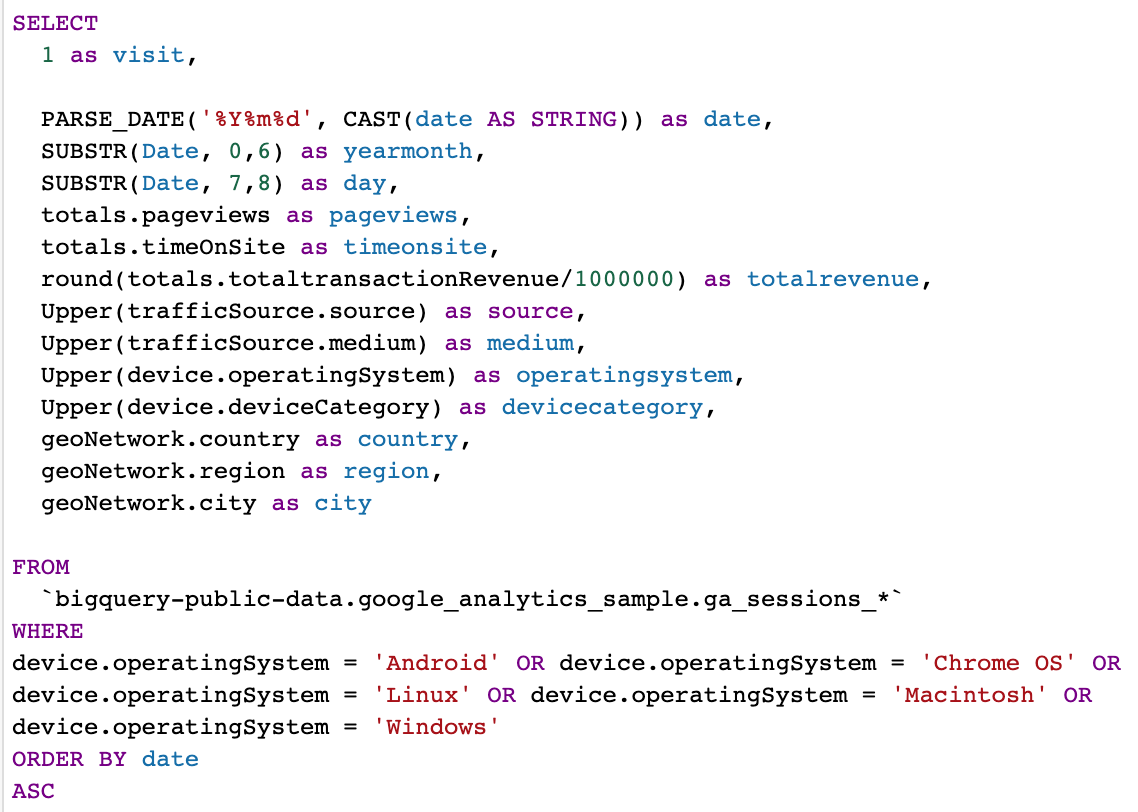 SELECT
1 as visit,
PARSE_DATE('%Y%m%d', CAST(date AS STRING)) as date,
SUBSTR(Date, 0,6) as yearmonth,
SUBSTR(Date, 7,8) as day,
totals.pageviews as pageviews,
totals.timeOnSite as timeonsite,
round(totals.totaltransactionRevenue/1000000) as totalrevenue,
Upper(trafficSource.source) as source,
Upper(trafficSource.medium) as medium,
Upper(device.operatingSystem) as operatingsystem,
Upper(device.deviceCategory) as devicecategory,
geoNetwork.country as country,
geoNetwork.region as region,
geoNetwork.city as city
FROM
`bigquery-public-data.google_analytics_sample.ga_sessions_*`
WHERE
device.operatingSystem = 'Android' OR device.operatingSystem = 'Chrome OS' OR
device.operatingSystem = 'Linux' OR device.operatingSystem = 'Macintosh' OR
device.operatingSystem = 'Windows'
ORDER BY date
ASC